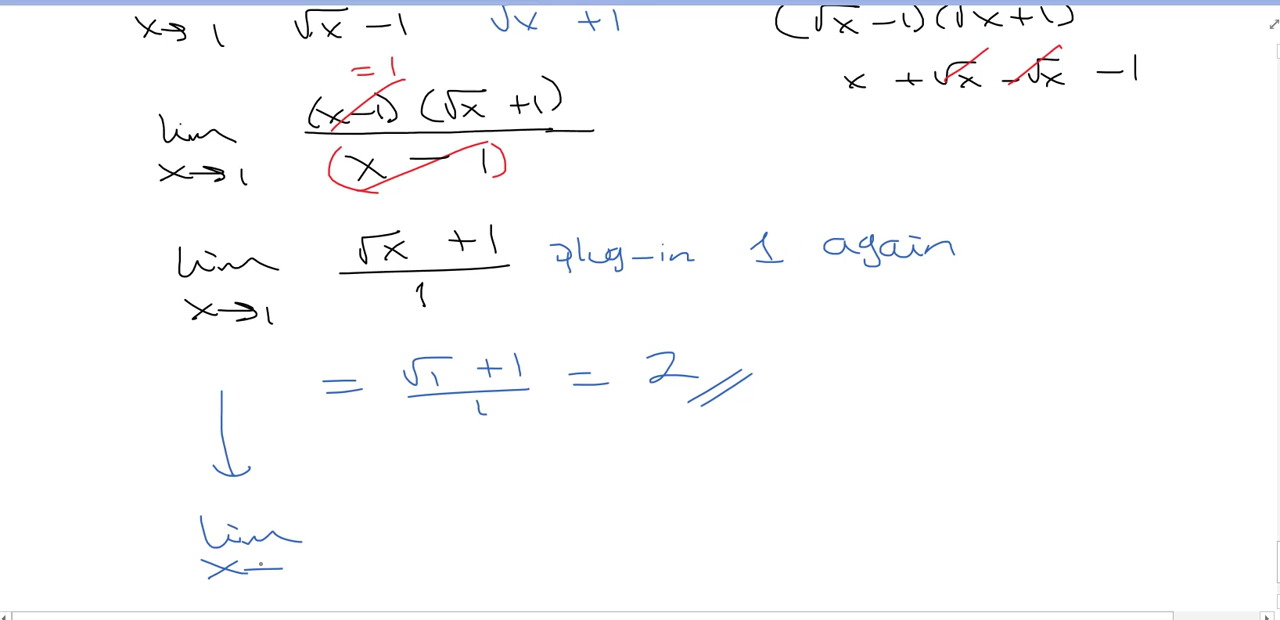 x→1 √x −1 √x +1 (√x −1)(√x+1)
= 1 x + √x − √x − 1
lim (x−1) (√x +1)
x→1 (x − 1)
lim √x +1 plug-in 1 again
x→1 1
= √1 +1 = 2
1
lim
x−